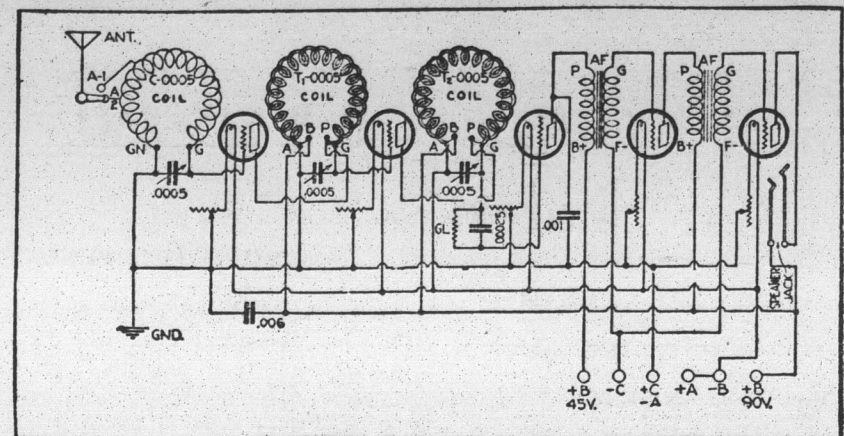 ANT.
A-1
A
2
C-0005
COIL
GN
G
.0005
T1-0005
COIL
A
B
P
G
.0005
T2-0005
COIL
A
B
P
G
.0005
GL
.00025
.001
AF
P
G
B+
F-
AF
P
G
B+
F-
SPEAKER
JACK
.006
GND.
+B
45V.
-C
+C
-A
+A
-B
+B
90V.